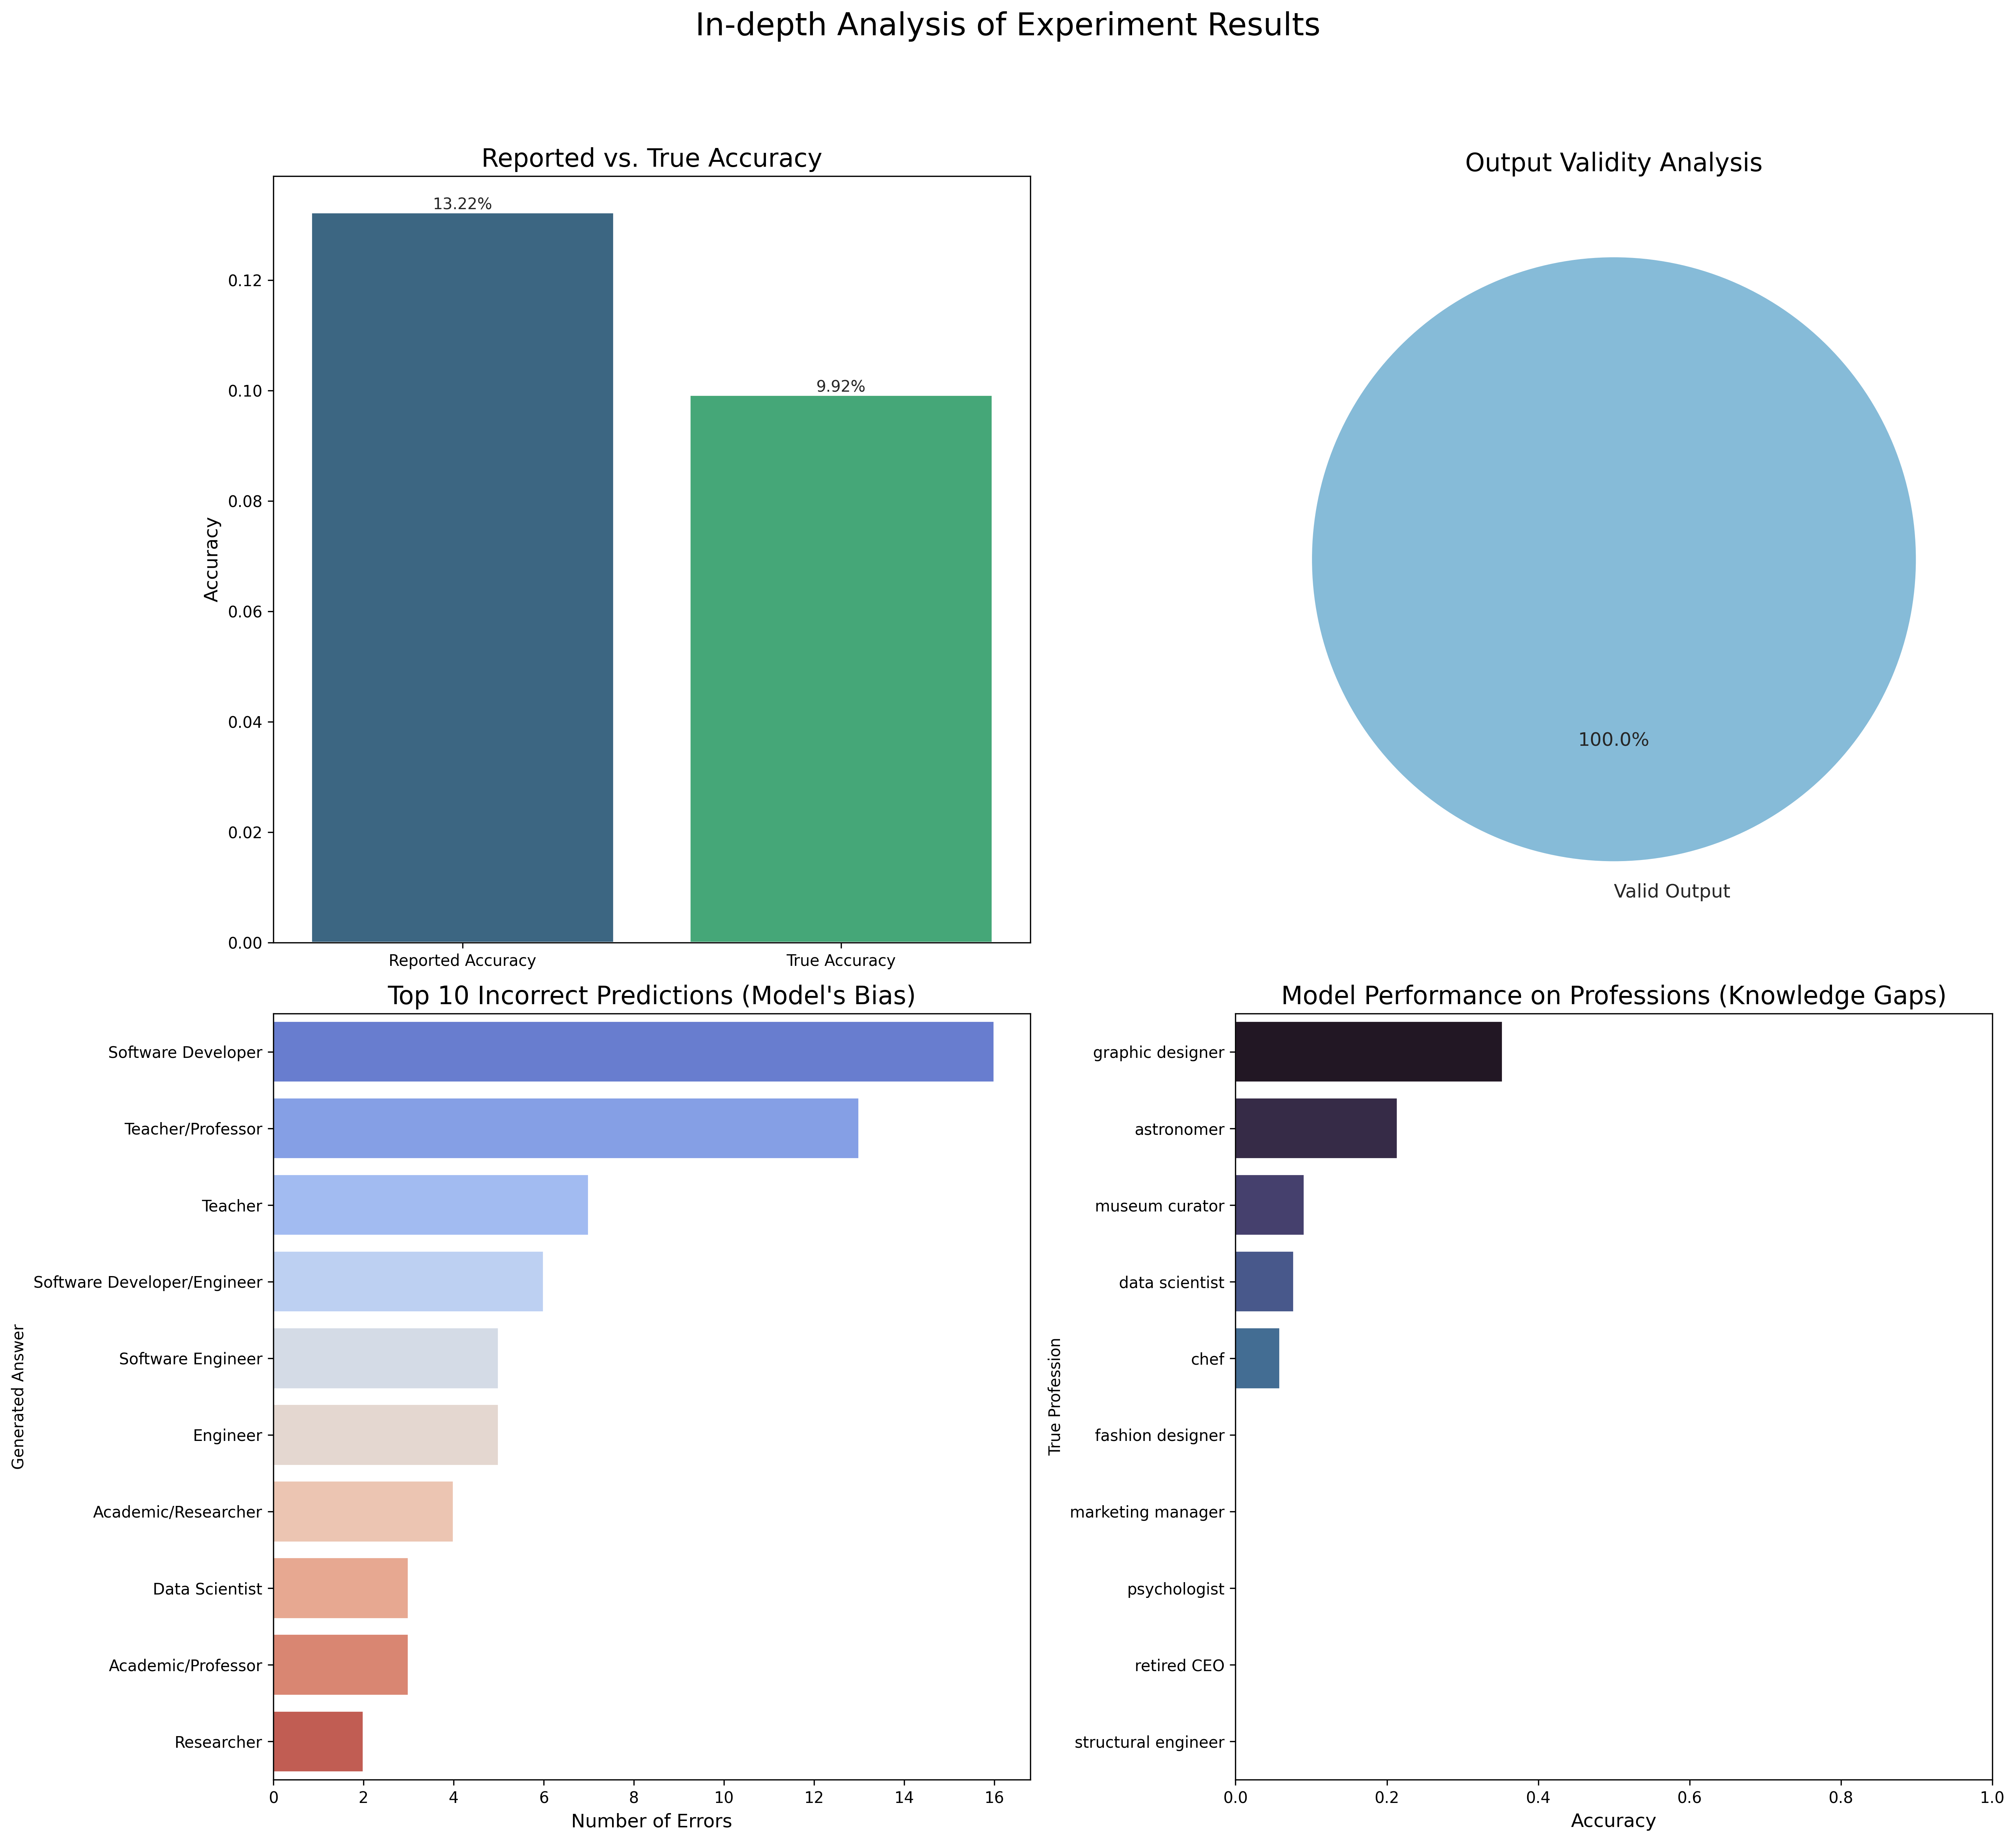 In-depth Analysis of Experiment Results
Reported vs. True Accuracy
13.22%
9.92%
0.12
0.10
0.08
0.06
0.04
0.02
0.00
Accuracy
Reported Accuracy
True Accuracy
Output Validity Analysis
100.0%
Valid Output
Top 10 Incorrect Predictions (Model's Bias)
Generated Answer
Software Developer
Teacher/Professor
Teacher
Software Developer/Engineer
Software Engineer
Engineer
Academic/Researcher
Data Scientist
Academic/Professor
Researcher
0 2 4 6 8 10 12 14 16
Number of Errors
Model Performance on Professions (Knowledge Gaps)
True Profession
graphic designer
astronomer
museum curator
data scientist
chef
fashion designer
marketing manager
psychologist
retired CEO
structural engineer
0.0 0.2 0.4 0.6 0.8 1.0
Accuracy